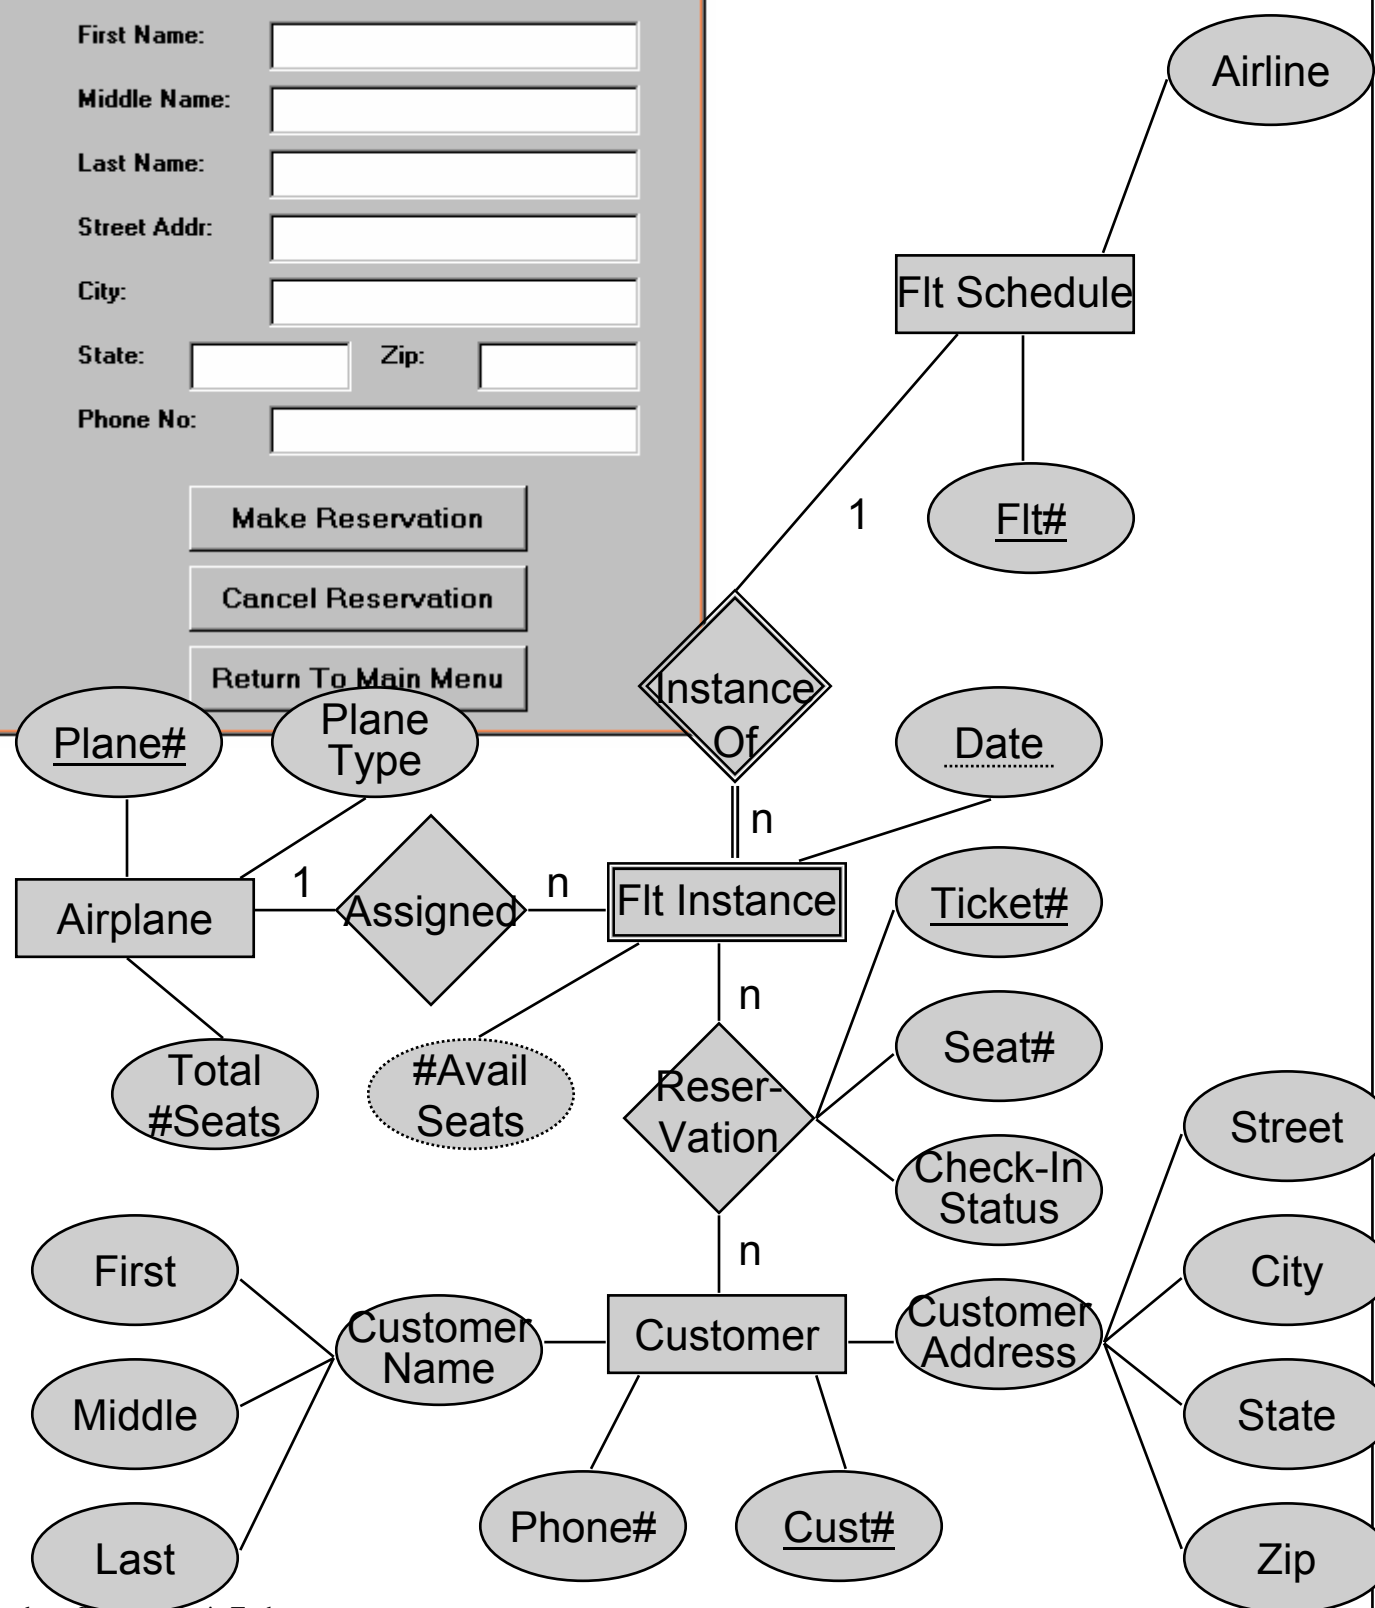 First Name:
Middle Name:
Last Name:
Street Addr:
City:
State:
Zip:
Phone No:
Make Reservation
Cancel Reservation
Return To Main Menu
Airline
Flt Schedule
1
Flt#
Instance
Of
n
Date
Plane#
Plane
Type
Airplane
1
Assigned
n
Flt Instance
Ticket#
n
Total
#Seats
#Avail
Seats
Reser-
Vation
Seat#
Check-In
Status
n
Street
City
State
Zip
First
Middle
Last
Customer
Name
Customer
Customer
Address
Phone#
Cust#